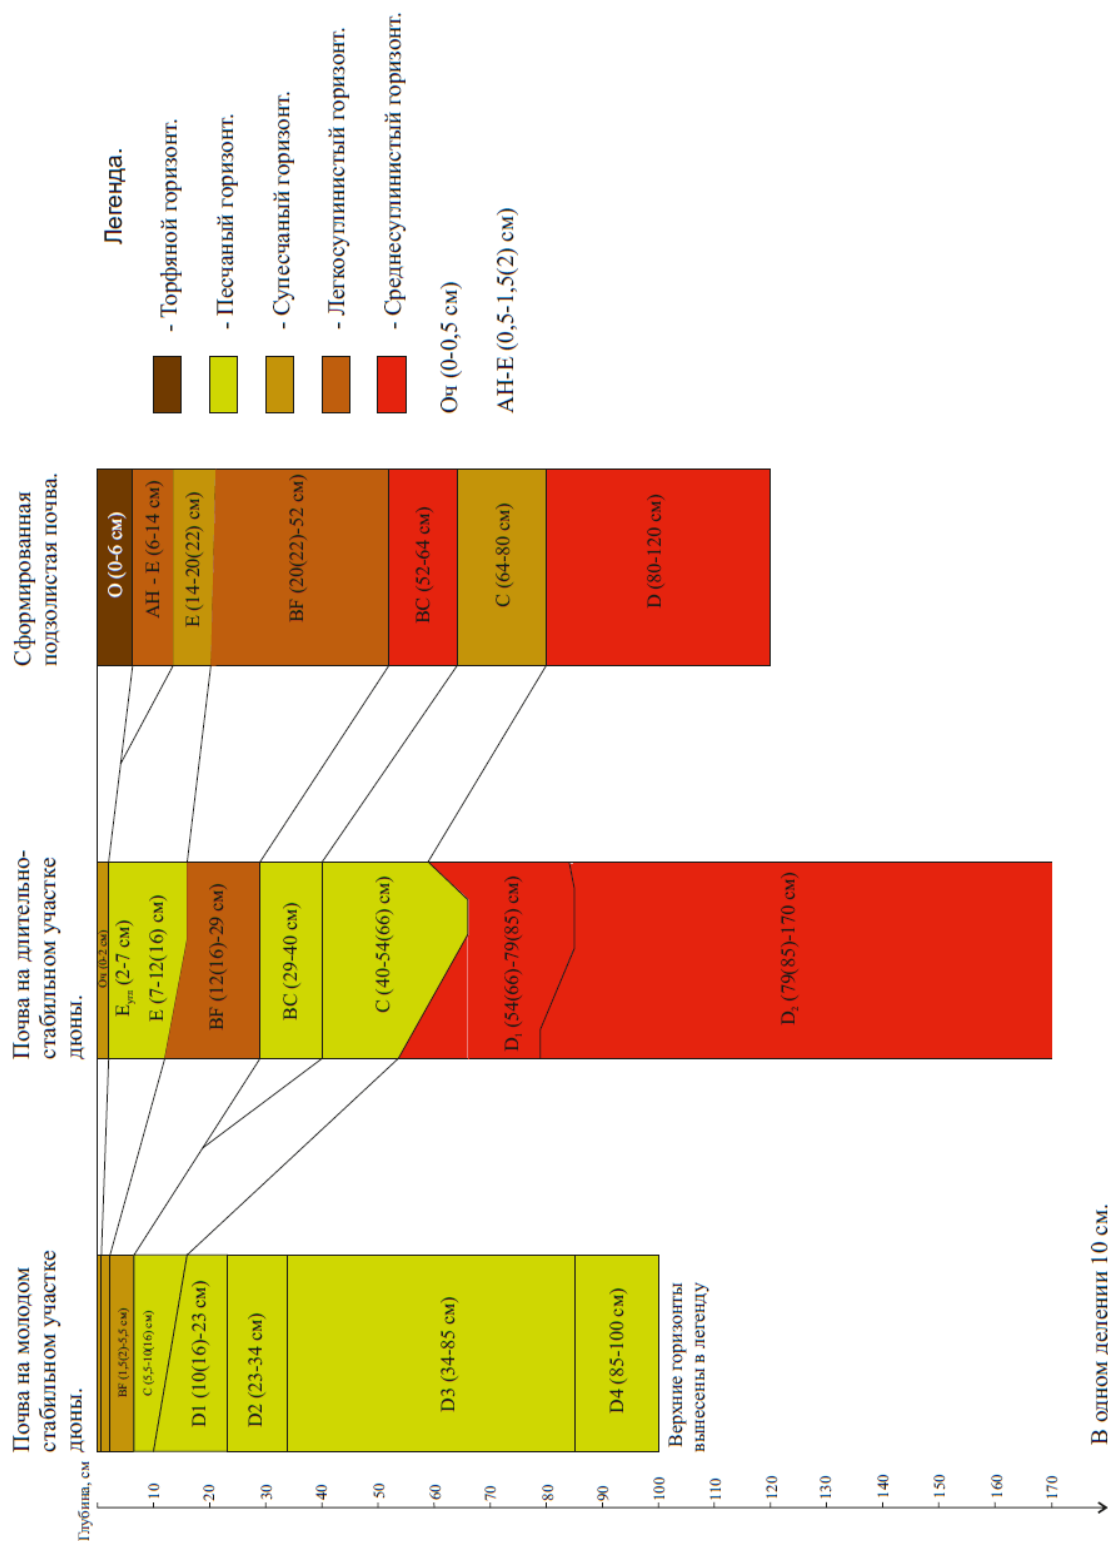 Почва на молодом
стабильном участке
дюны.
Почва на длительно-
стабильном участке
дюны.
Сформированная
подзолистая почва.
Легенда.
Глубина, см
-10
-20
-30
-40
-50
-60
-70
-80
-90
-100
-110
-120
-130
-140
-150
-160
-170
BF (1,5(2)-5,5 см)
C (5,5-10(16) см)
D1 (10(16)-23 см)
D2 (23-34 см)
D3 (34-85 см)
D4 (85-100 см)
Верхние горизонты
вынесены в легенду
Оч (0-2 см)
Eугл (2-7 см)
E (7-12(16) см)
BF (12(16)-29 см)
BC (29-40 см)
C (40-54(66) см)
D1 (54(66)-79(85) см)
D2 (79(85)-170 см)
O (0-6 см)
AH - E (6-14 см)
E (14-20(22) см)
BF (20(22)-52 см)
BC (52-64 см)
C (64-80 см)
D (80-120 см)
- Торфяной горизонт.
- Песчаный горизонт.
- Супесчаный горизонт.
- Легкосуглинистый горизонт.
- Среднесуглинистый горизонт.
Оч (0-0,5 см)
АН-Е (0,5-1,5(2) см)
В одном делении 10 см.